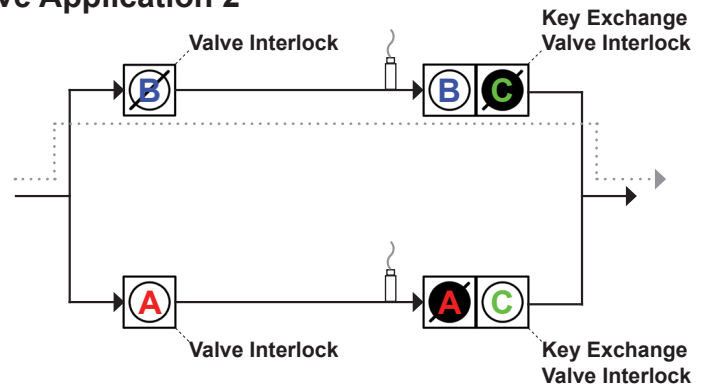 ve Application 2
Key Exchange
Valve Interlock
Valve Interlock
B
B
C
A
A
C
Valve Interlock
Key Exchange
Valve Interlock